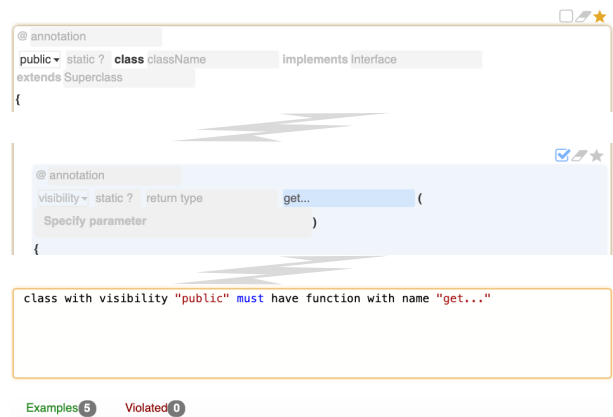 @ annotation
public static ? class className implements Interface
extends Superclass
{
@ annotation
visibility static ? return type get... (
Specify parameter )
{
class with visibility "public" must have function with name "get..."
Examples 5 Violated 0